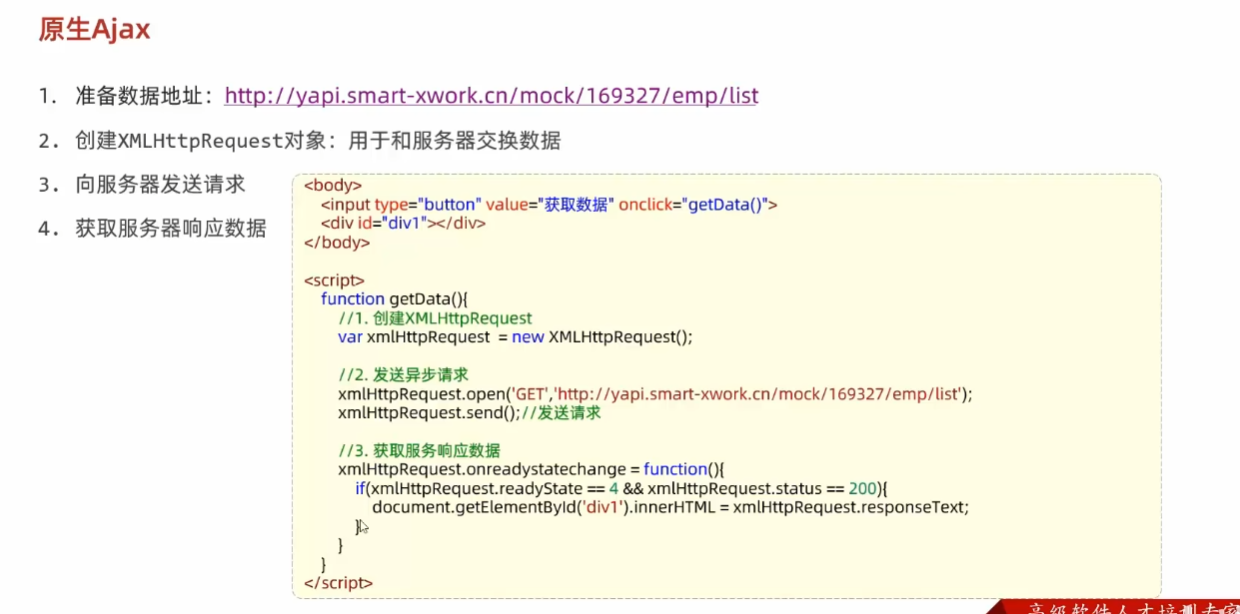 原生Ajax
1. 准备数据地址：http://yapi.smart-xwork.cn/mock/169327/emp/list
2. 创建XMLHttpRequest对象：用于和服务器交换数据
3. 向服务器发送请求
4. 获取服务器响应数据
<body>
<input type="button" value="获取数据" onclick="getData()">
<div id="div1"></div>
</body>
<script>
function getData(){
//1. 创建XMLHttpRequest
var xmlHttpRequest = new XMLHttpRequest();
//2. 发送异步请求
xmlHttpRequest.open('GET','http://yapi.smart-xwork.cn/mock/169327/emp/list');
xmlHttpRequest.send();//发送请求
//3. 获取服务响应数据
xmlHttpRequest.onreadystatechange = function(){
if(xmlHttpRequest.readyState == 4 && xmlHttpRequest.status == 200){
document.getElementById('div1').innerHTML = xmlHttpRequest.responseText;
}
}
}
</script>
高级软件人才培训专家